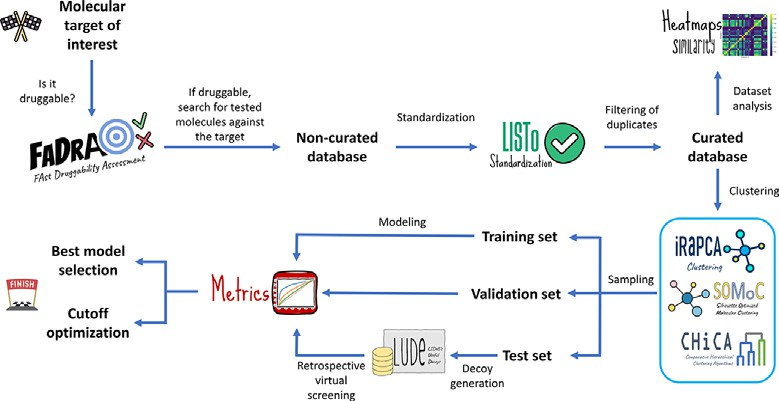 Molecular
target of
interest
Is it
druggable?
FADRA
FAst Druggability Assessment
If druggable,
search for tested
molecules against
the target
Non-curated
database
Standardization
LISTo
Standardization
Filtering of
duplicates
Curated
database
Dataset
analysis
Heatmaps
SIMILARITY
Clustering
iRAPCA
Clustering
SOMoC
Silhouette Optimized
Molecular Clustering
CHiCA
Comparative Hierarchical
Clustering Algorithms
Sampling
Training set
Validation set
Test set
Modeling
Decoy
generation
LUDE
Useful
Retrospective
virtual
screening
Metrics
Best model
selection
Cutoff
optimization
FINISH